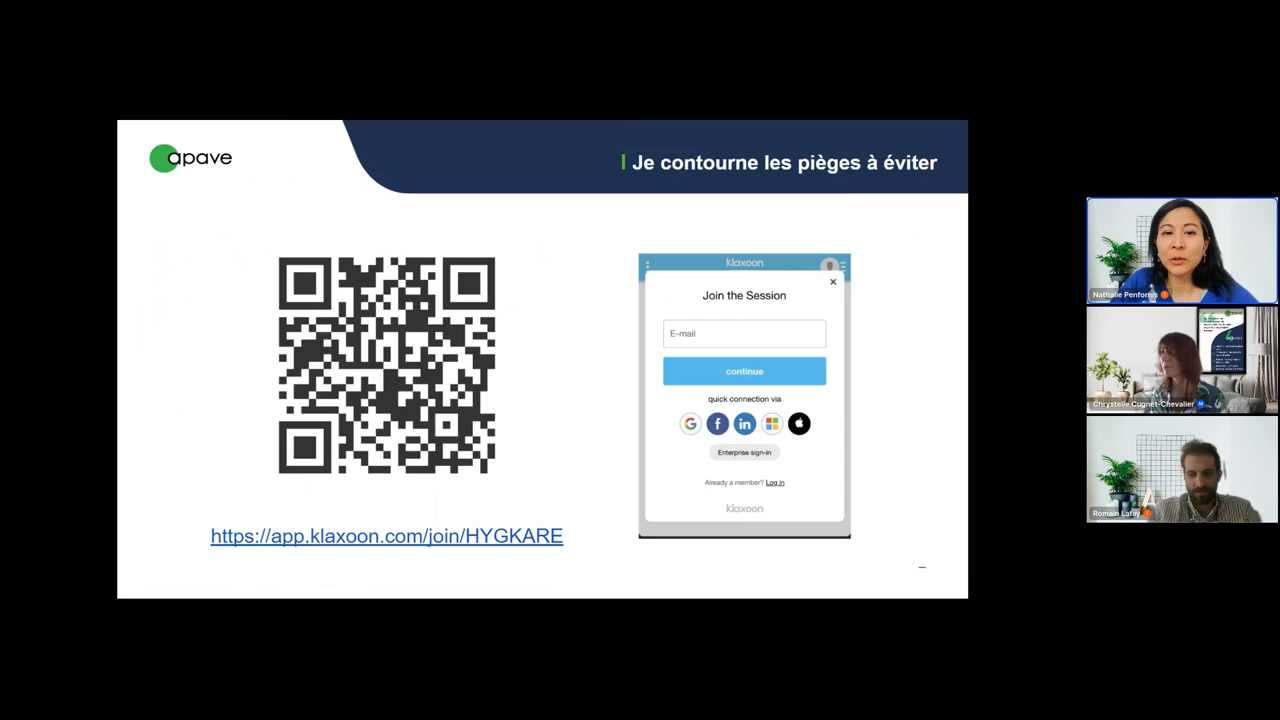 apave
Je contourne les pièges à éviter
klaxoon
Join the Session
E-mail
continue
quick connection via
Enterprise sign-in
Already a member? Log in
klaxoon
https://app.klaxoon.com/join/HYGKARE
Nathalie Penfornis
Chrystelle Cugnet-Chevalier
Romain Lafay